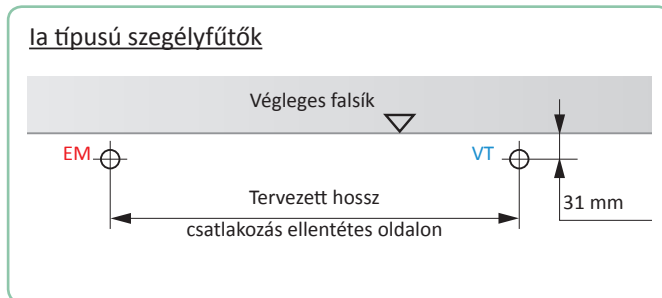 Ia típusú szegélyfűtők
Végleges falsík
EM
VT
Tervezett hossz
31 mm
csatlakozás ellentétes oldalon